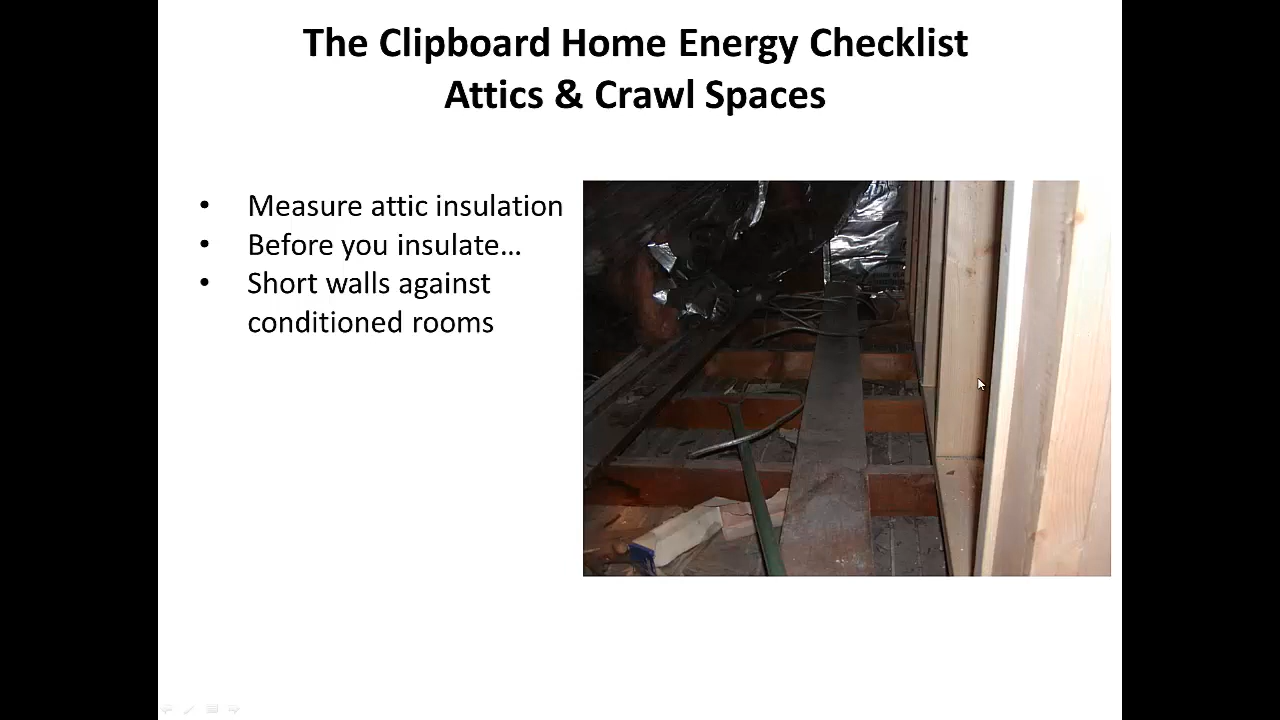 The Clipboard Home Energy Checklist
Attics & Crawl Spaces
• Measure attic insulation
• Before you insulate…
• Short walls against
conditioned rooms